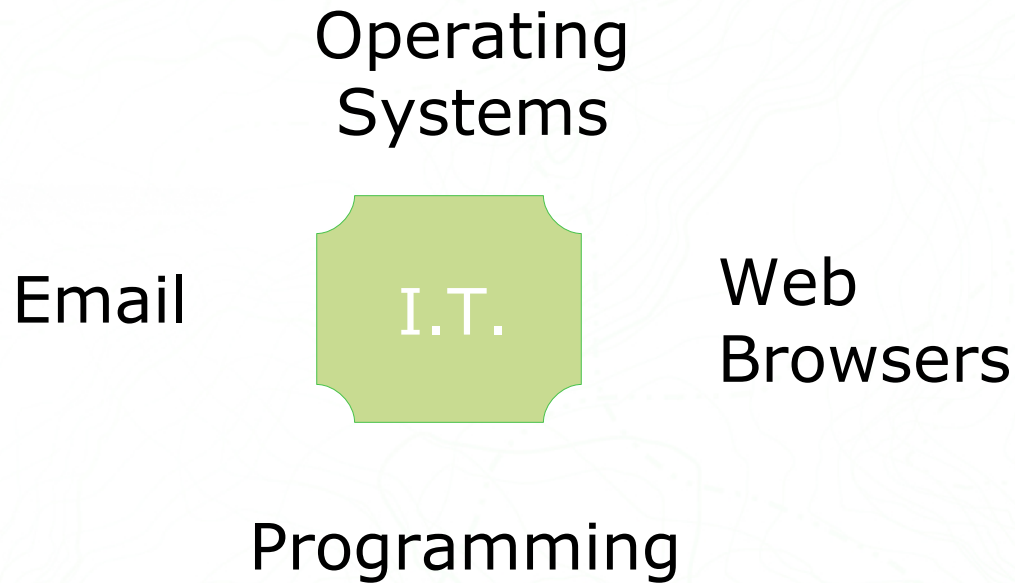 Operating
Systems
Email
I.T.
Web
Browsers
Programming